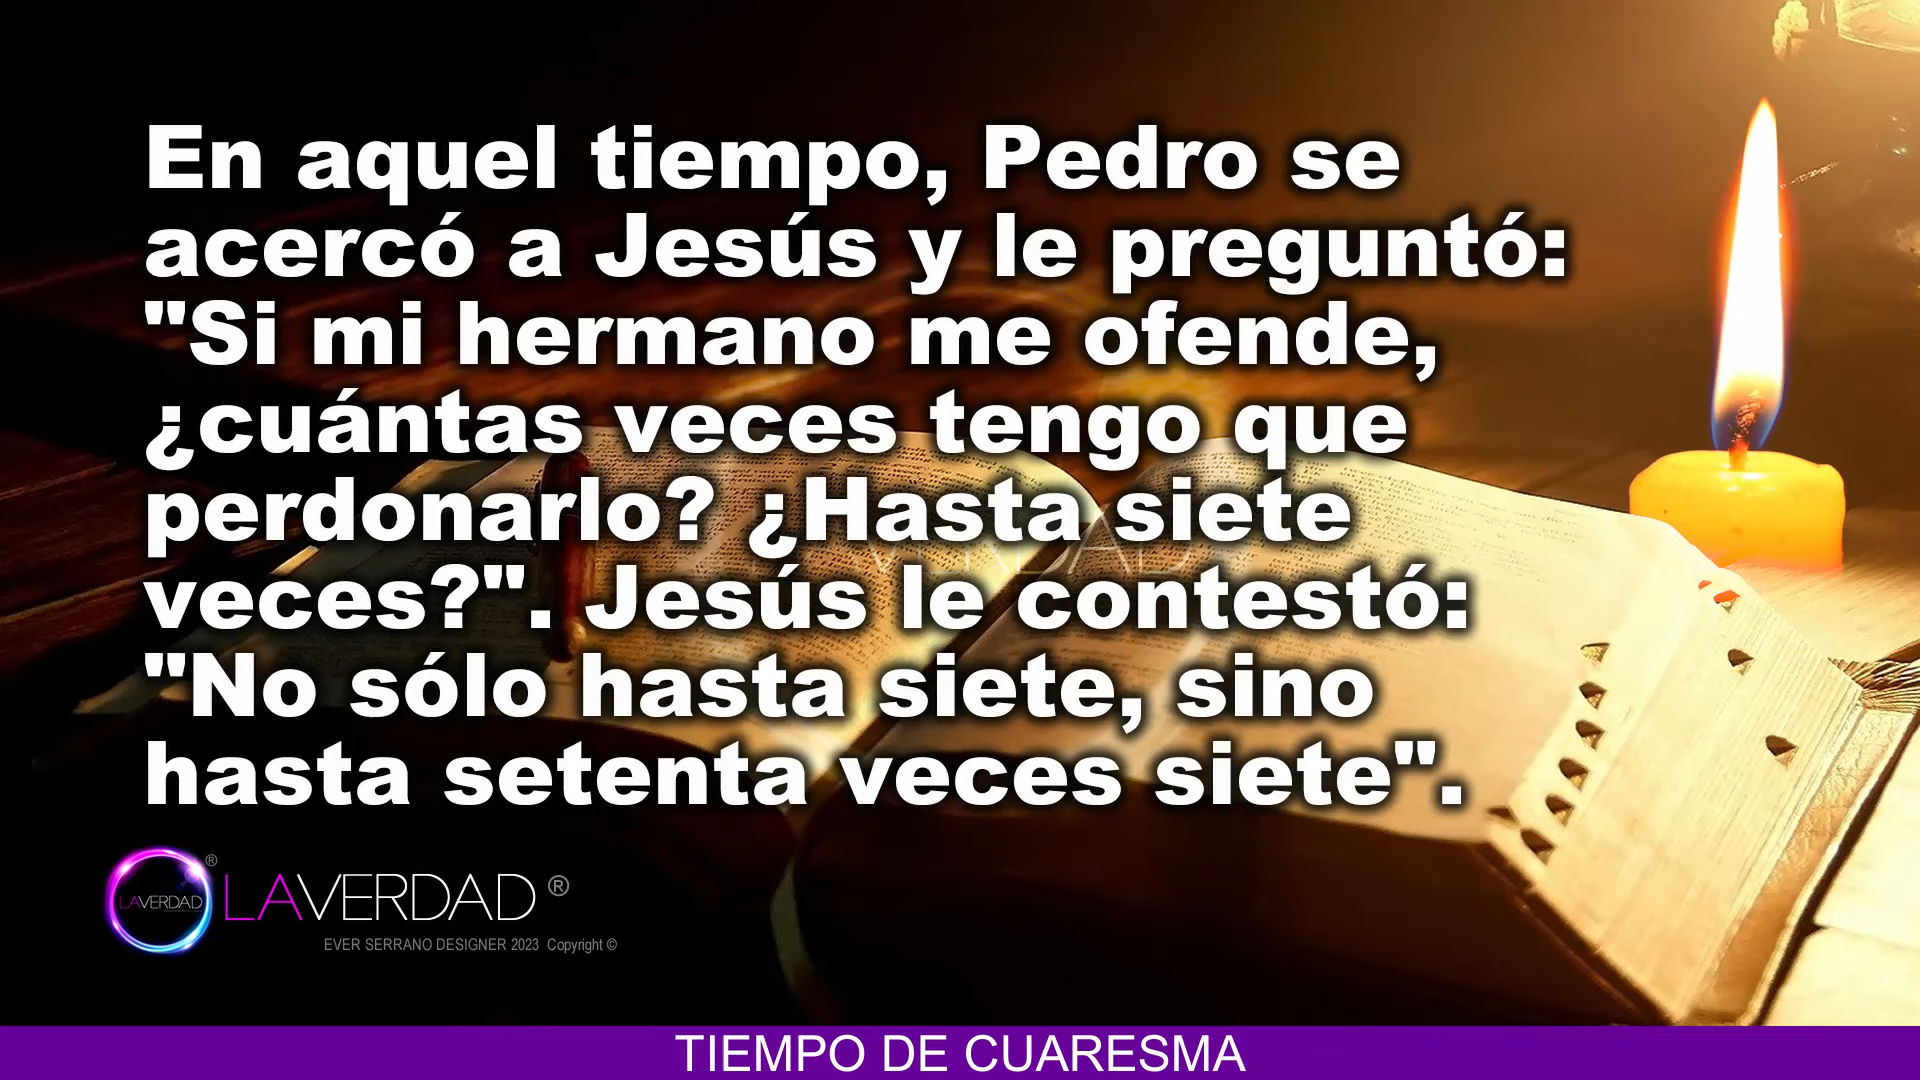 En aquel tiempo, Pedro se
acercó a Jesús y le preguntó:
"Si mi hermano me ofende,
¿cuántas veces tengo que
perdonarlo? ¿Hasta siete
veces?". Jesús le contestó:
"No sólo hasta siete, sino
hasta setenta veces siete".
LAVERDAD ®
LAVERDAD ®
EVER SERRANO DESIGNER 2023 Copyright ©
TIEMPO DE CUARESMA